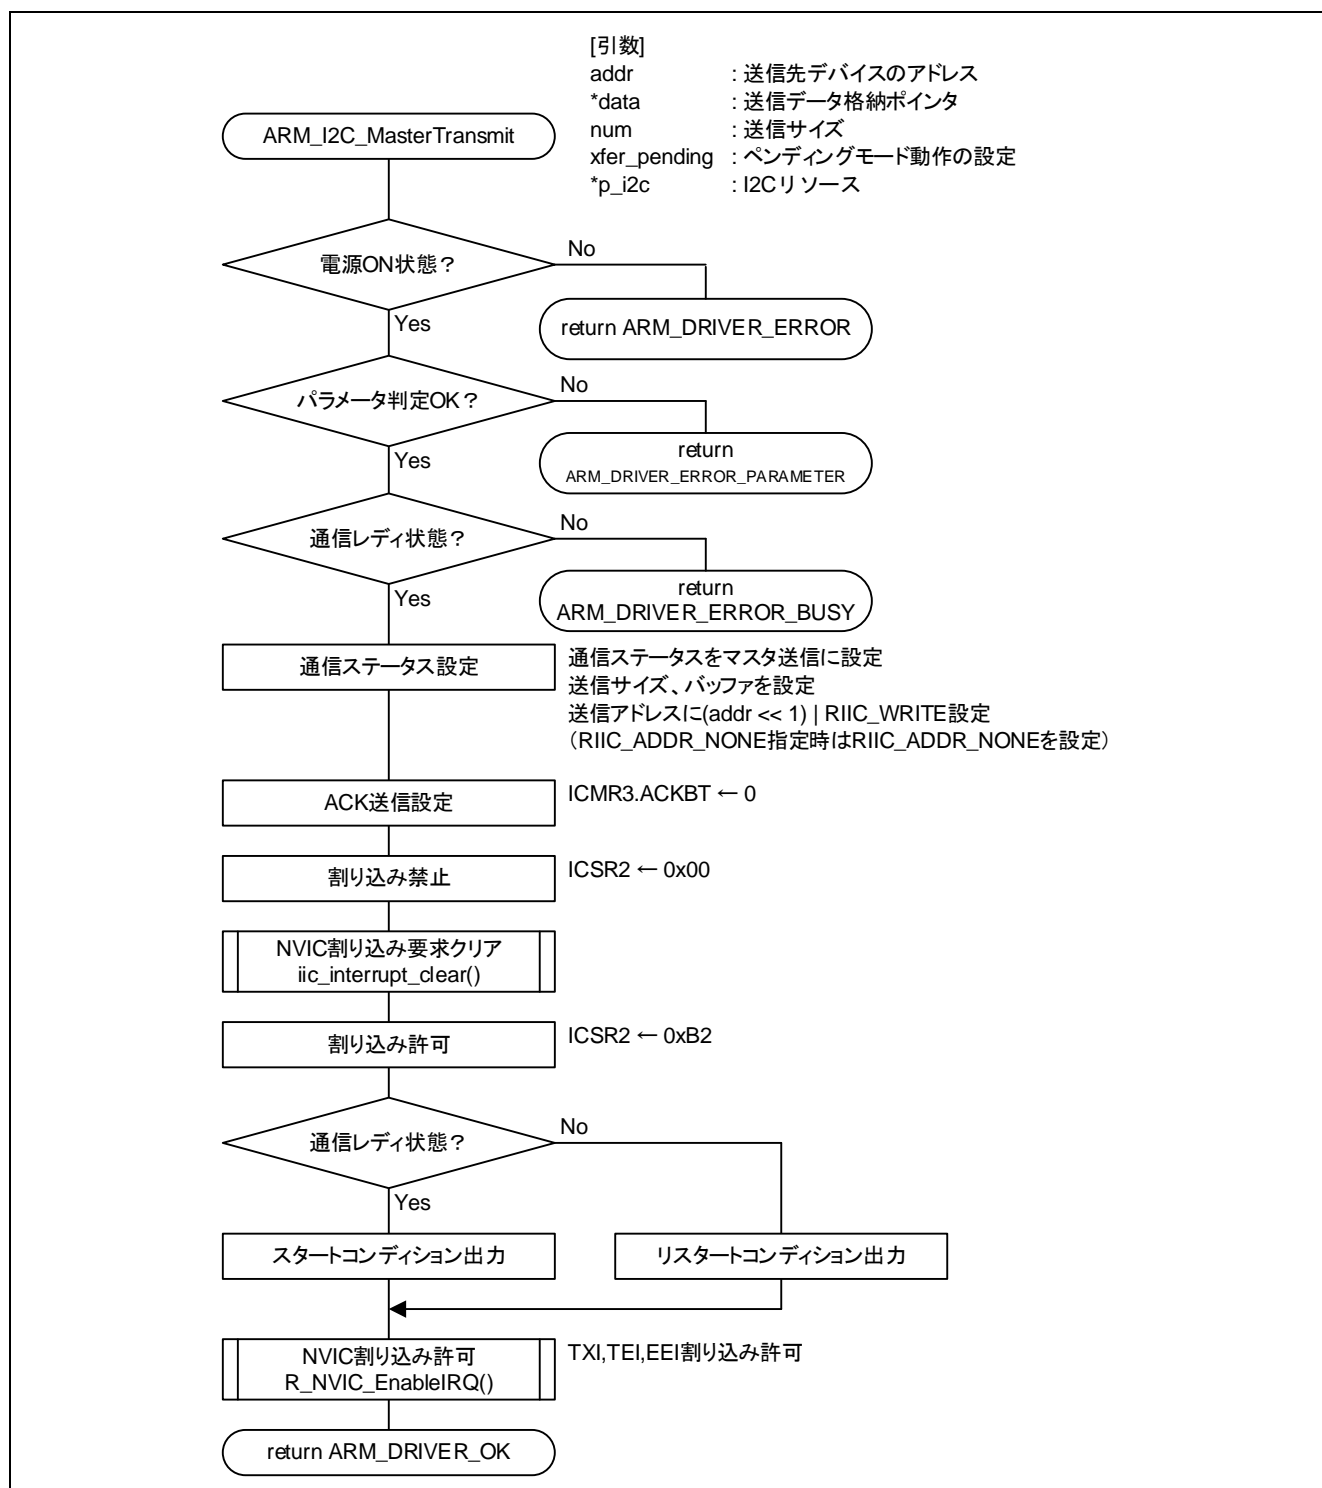 [引数]
addr : 送信先デバイスのアドレス
*data : 送信データ格納ポインタ
num : 送信サイズ
xfer_pending : ペンディングモード動作の設定
*p_i2c : I2Cリソース
ARM_I2C_MasterTransmit
電源ON状態？
No
Yes
return ARM_DRIVER_ERROR
パラメータ判定OK？
No
Yes
return
ARM_DRIVER_ERROR_PARAMETER
通信レディ状態？
No
Yes
return
ARM_DRIVER_ERROR_BUSY
通信ステータス設定
通信ステータスをマスタ送信に設定
送信サイズ、バッファを設定
送信アドレスに(addr << 1) | RIIC_WRITE設定
（RIIC_ADDR_NONE指定時はRIIC_ADDR_NONEを設定）
ACK送信設定
ICMR3.ACKBT ← 0
割り込み禁止
ICSR2 ← 0x00
NVIC割り込み要求クリア
iic_interrupt_clear()
割り込み許可
ICSR2 ← 0xB2
通信レディ状態？
No
Yes
スタートコンディション出力
リスタートコンディション出力
NVIC割り込み許可
R_NVIC_EnableIRQ()
TXI,TEI,EEI割り込み許可
return ARM_DRIVER_OK